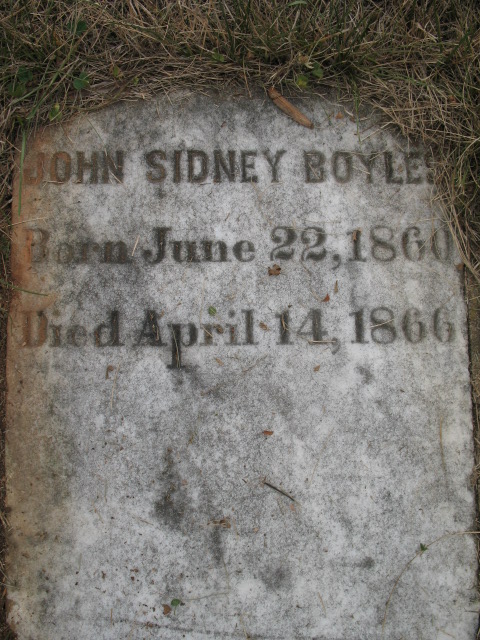 JOHN SIDNEY BOYLES
Born June 22, 1860
Died April 14, 1866